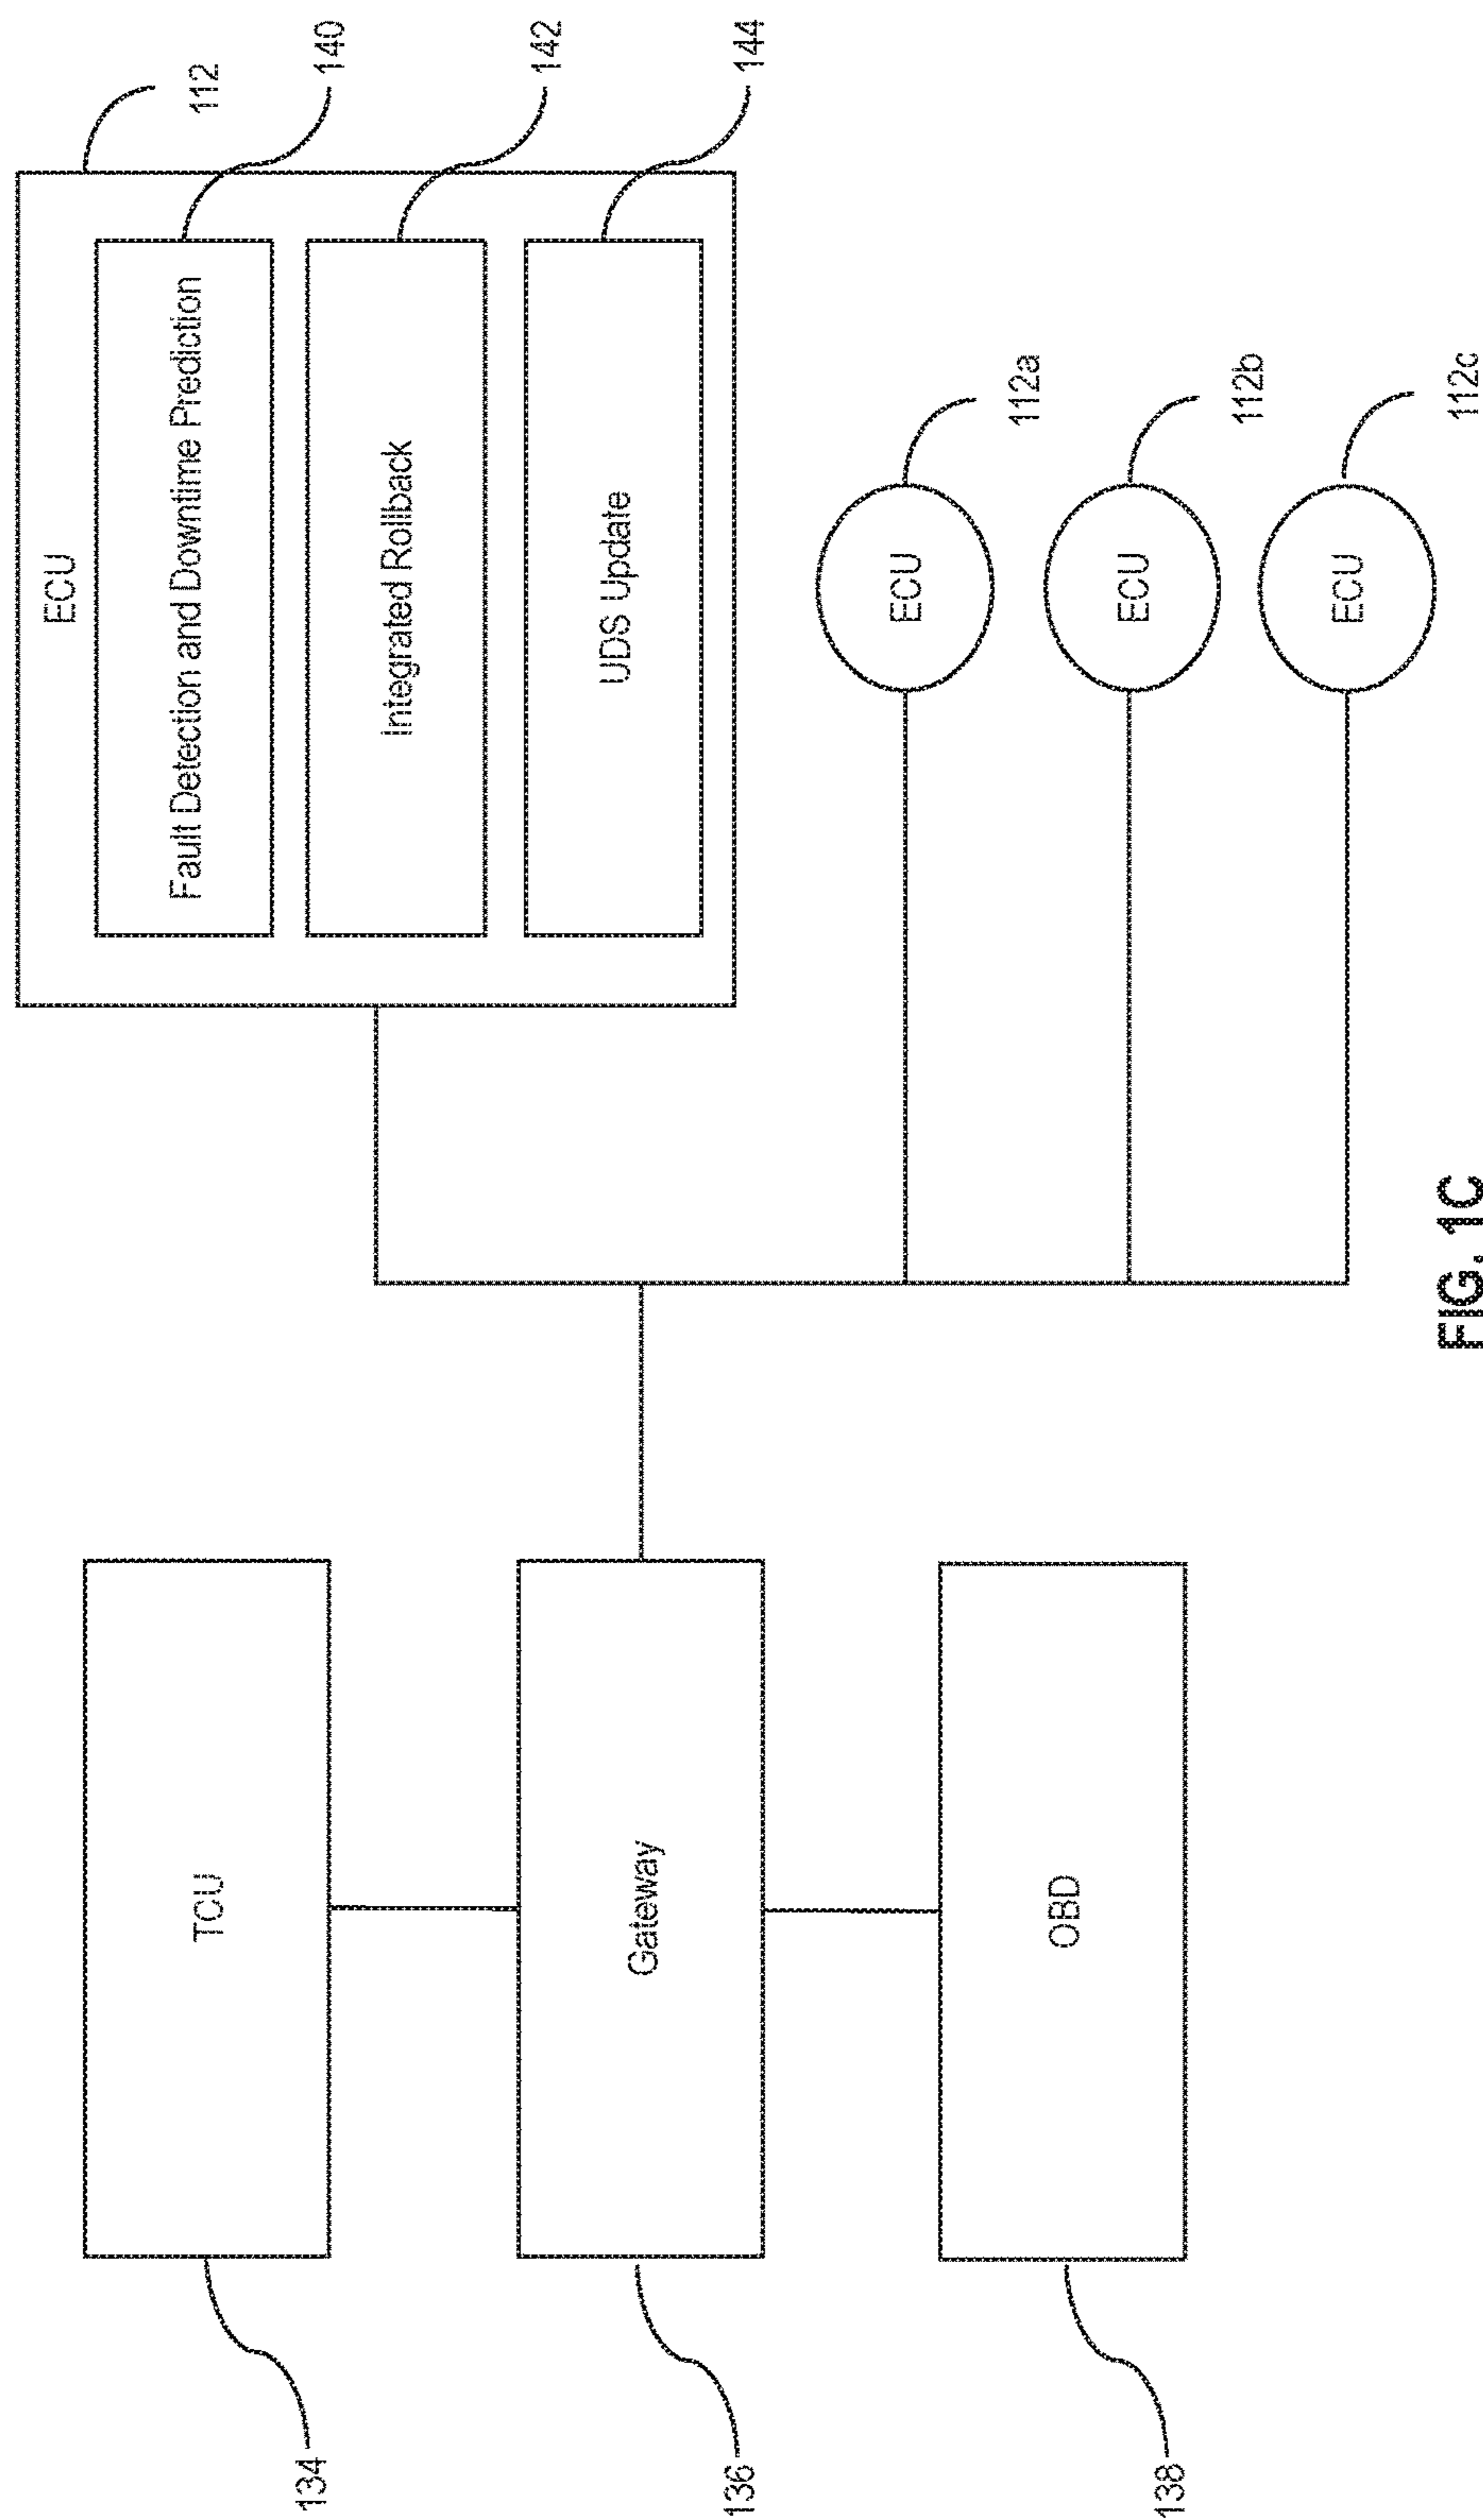 TCU
134
Gateway
136
OBD
138
ECU
112
Fault Detection and Downtime Prediction
140
Integrated Rollback
142
UDS Update
144
ECU
112a
ECU
112b
ECU
112c
FIG. 1C